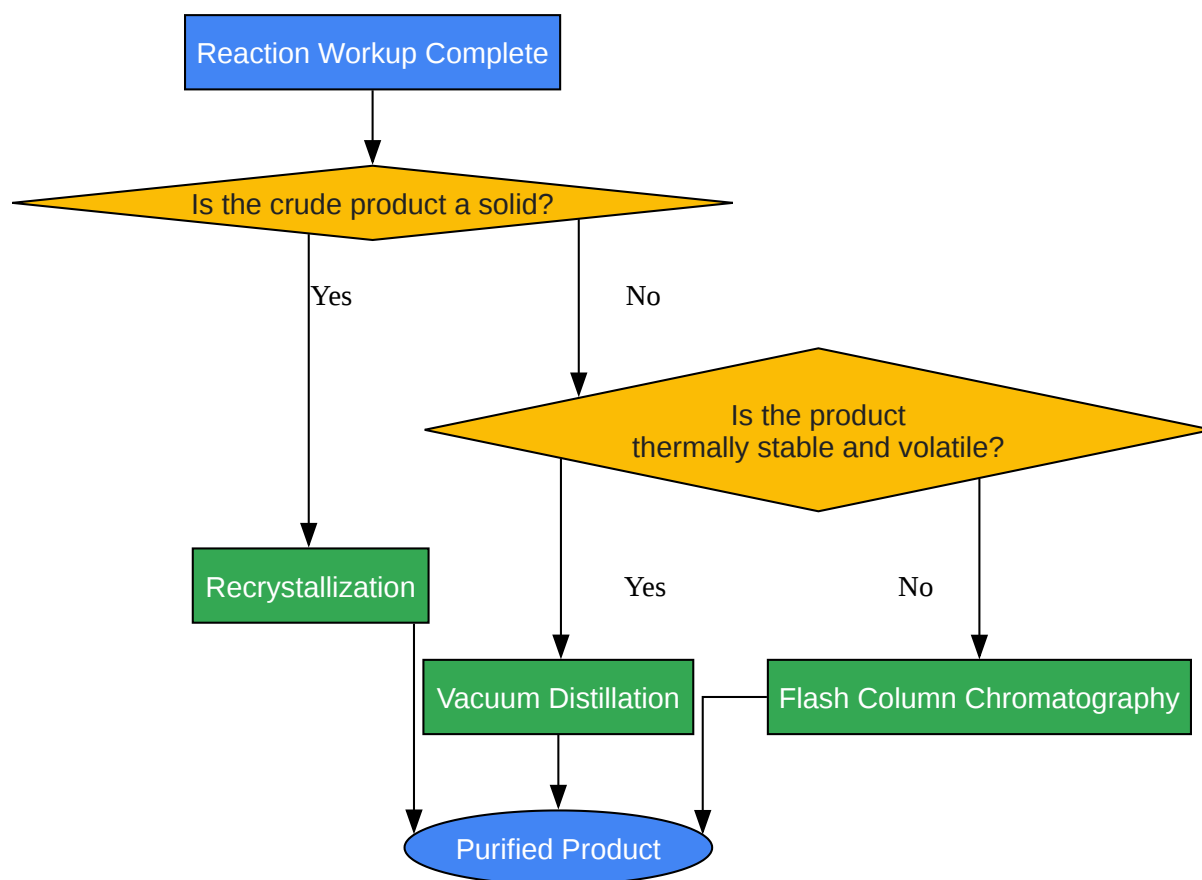 Reaction Workup Complete
Is the crude product a solid?
Yes
No
Is the product
thermally stable and volatile?
Recrystallization
Yes
No
Vacuum Distillation
Flash Column Chromatography
Purified Product